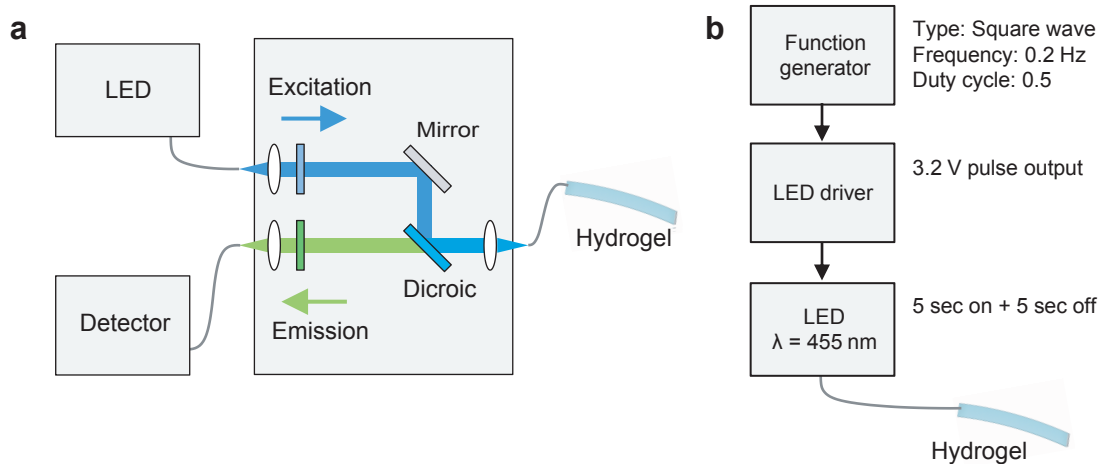 a
LED
Excitation
Mirror
Hydrogel
Dicroic
Detector
Emission
b
Function
generator
Type: Square wave
Frequency: 0.2 Hz
Duty cycle: 0.5
LED driver
3.2 V pulse output
LED
λ = 455 nm
5 sec on + 5 sec off
Hydrogel